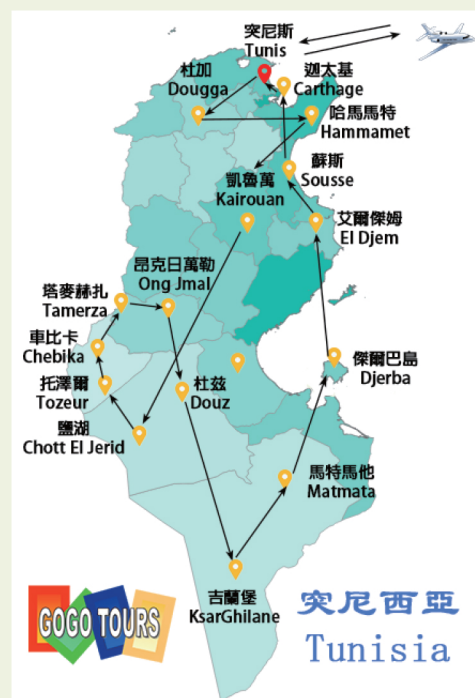 突尼斯
Tunis
杜加
Dougga
迦太基
Carthage
哈馬馬特
Hammamet
蘇斯
Sousse
凱魯萬
Kairouan
艾爾傑姆
El Djem
昂克日萬勒
Ong Jmal
塔麥赫扎
Tamerza
車比卡
Chebika
托澤爾
Tozeur
鹽湖
Chott El Jerid
杜兹
Douz
傑爾巴島
Djerba
馬特馬他
Matmata
吉蘭堡
KsarGhilane
GOGO TOURS
突尼西亞
Tunisia